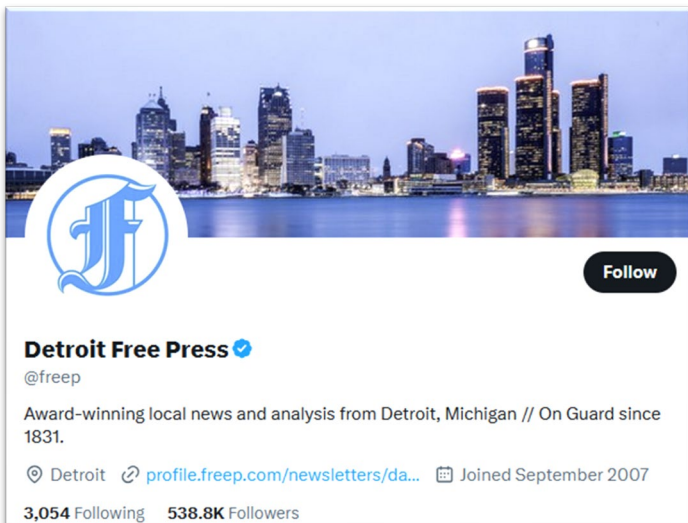 F
Follow
Detroit Free Press
@freep
Award-winning local news and analysis from Detroit, Michigan // On Guard since
1831.
Detroit profile.freep.com/newsletters/da... Joined September 2007
3,054 Following 538.8K Followers